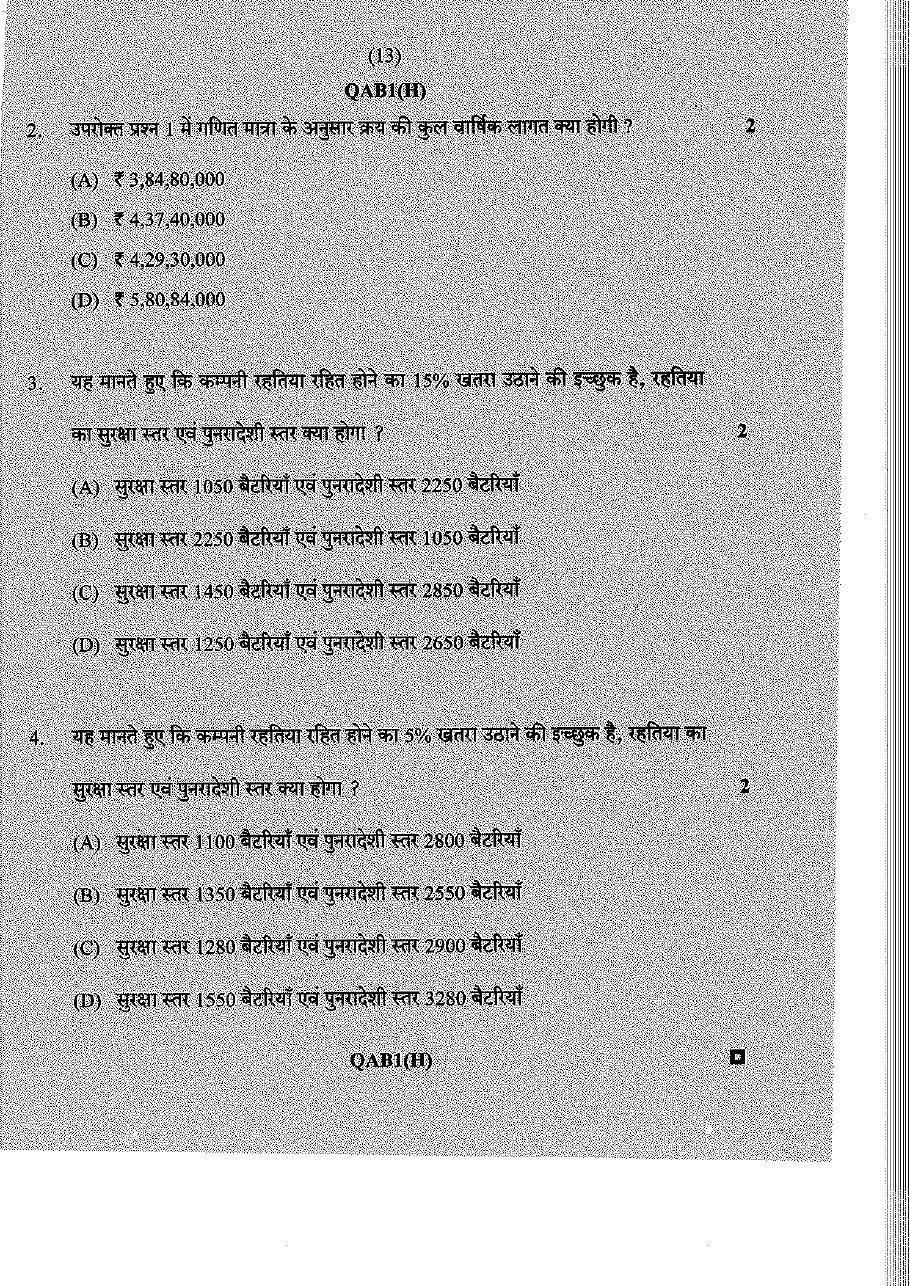 (13)
QAB1(H)
2. उपरोक्त प्रश्न 1 में गणित मात्रा के अनुसार क्रय की कुल वार्षिक लागत क्या होगी ? 2
(A) ₹ 3,84,80,000
(B) ₹ 4,37,40,000
(C) ₹ 4,29,30,000
(D) ₹ 5,80,84,000
3. यह मानते हुए कि कम्पनी रहतिया रहित होने का 15% खतरा उठाने की इच्छुक है, रहतिया
का सुरक्षा स्तर एवं पुनरादेशी स्तर क्या होगा ? 2
(A) सुरक्षा स्तर 1050 बैटरियाँ एवं पुनरादेशी स्तर 2250 बैटरियाँ
(B) सुरक्षा स्तर 2250 बैटरियाँ एवं पुनरादेशी स्तर 1050 बैटरियाँ
(C) सुरक्षा स्तर 1450 बैटरियाँ एवं पुनरादेशी स्तर 2850 बैटरियाँ
(D) सुरक्षा स्तर 1250 बैटरियाँ एवं पुनरादेशी स्तर 2650 बैटरियाँ
4. यह मानते हुए कि कम्पनी रहतिया रहित होने का 5% खतरा उठाने की इच्छुक है, रहतिया का
सुरक्षा स्तर एवं पुनरादेशी स्तर क्या होगा ? 2
(A) सुरक्षा स्तर 1100 बैटरियाँ एवं पुनरादेशी स्तर 2800 बैटरियाँ
(B) सुरक्षा स्तर 1350 बैटरियाँ एवं पुनरादेशी स्तर 2550 बैटरियाँ
(C) सुरक्षा स्तर 1280 बैटरियाँ एवं पुनरादेशी स्तर 2900 बैटरियाँ
(D) सुरक्षा स्तर 1550 बैटरियाँ एवं पुनरादेशी स्तर 3280 बैटरियाँ
QAB1(H)